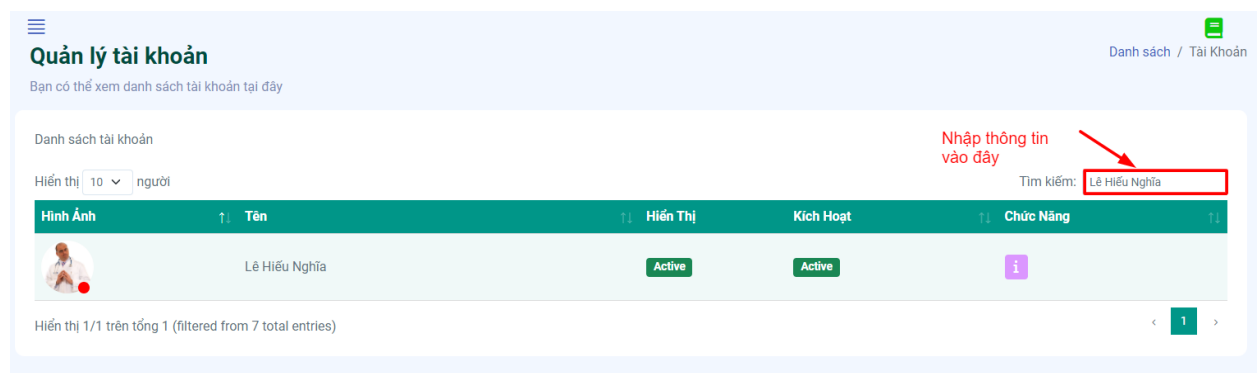 Quản lý tài khoản
Danh sách / Tài Khoản
Bạn có thể xem danh sách tài khoản tại đây
Danh sách tài khoản
Nhập thông tin
vào đây
Hiển thị 10 người
Tìm kiếm: Lê Hiếu Nghĩa
Hình Ảnh Tên Hiển Thị Kích Hoạt Chức Năng
Lê Hiếu Nghĩa Active Active i
Hiển thị 1/1 trên tổng 1 (filtered from 7 total entries)
‹ 1 ›